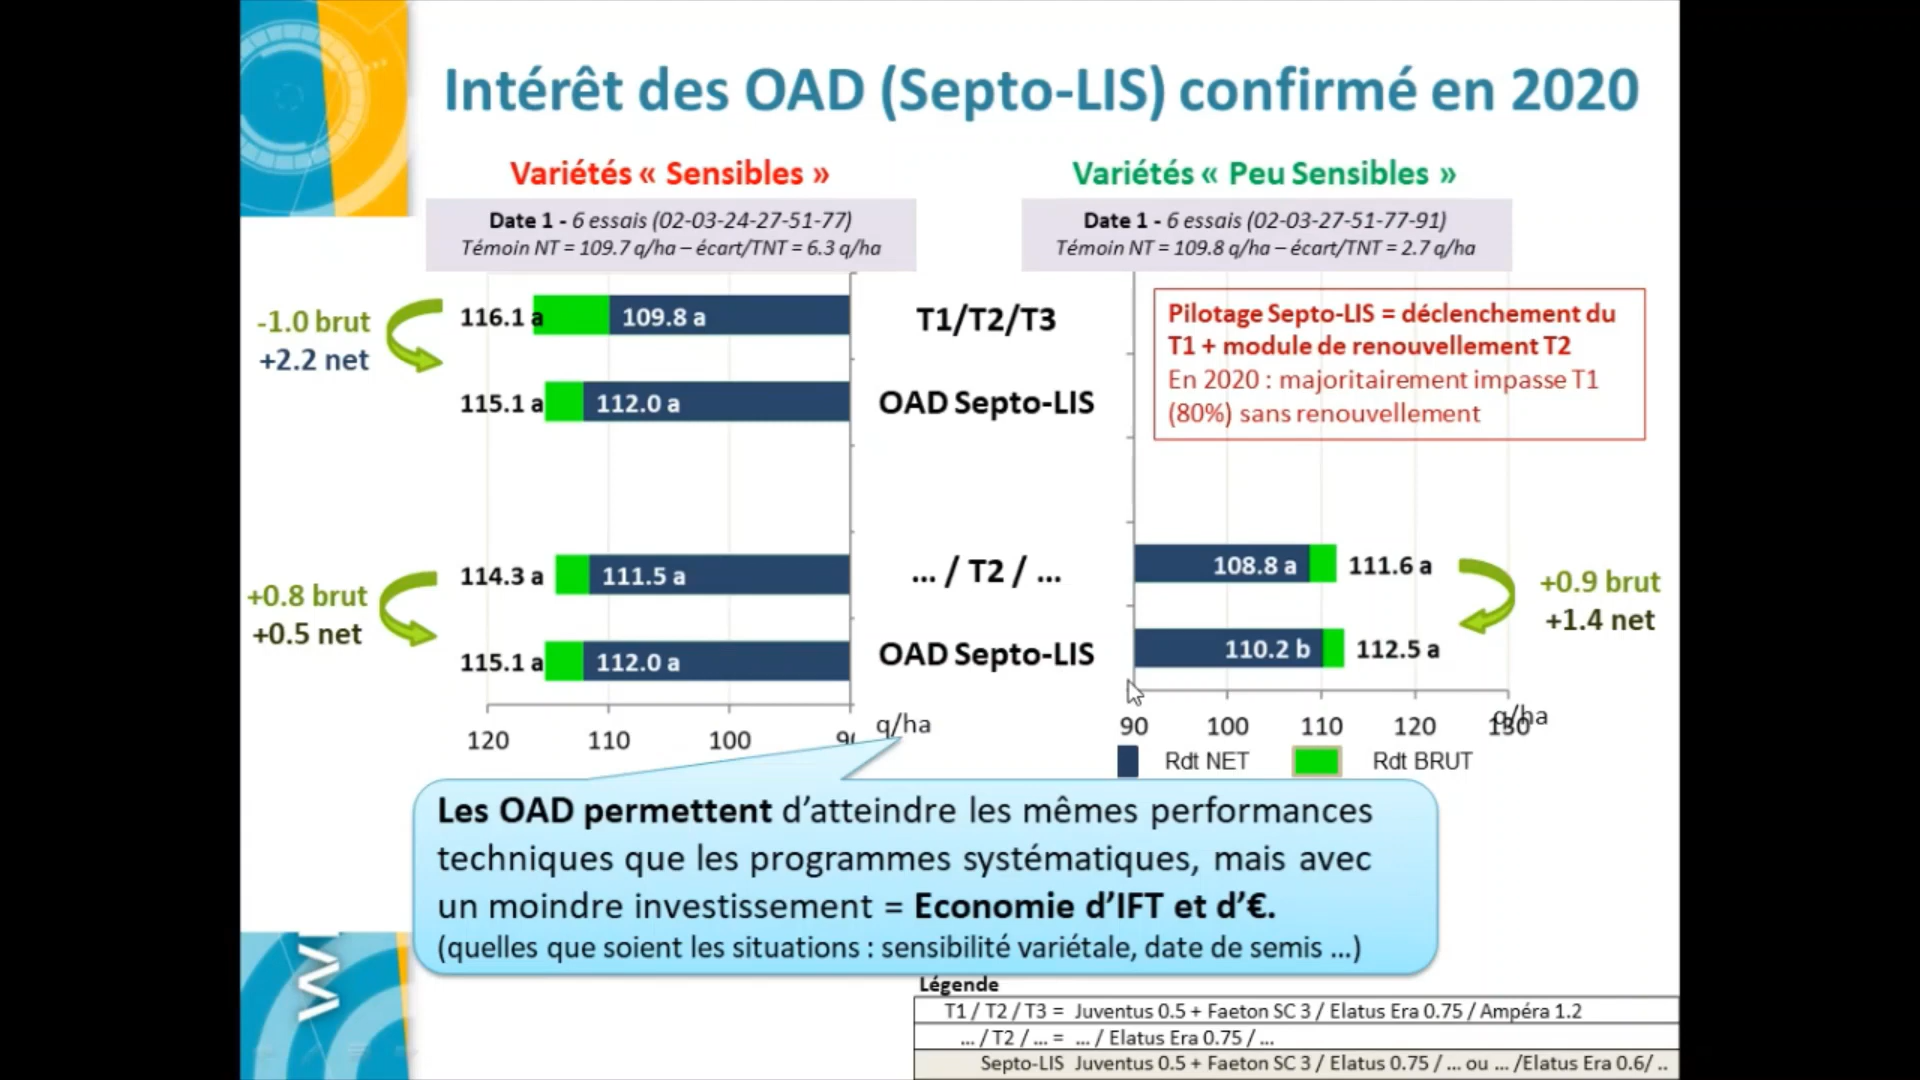 Intérêt des OAD (Septo-LIS) confirmé en 2020
Variétés « Sensibles »
Date 1 - 6 essais (02-03-24-27-51-77)
Témoin NT = 109.7 q/ha – écart/TNT = 6.3 q/ha
Variétés « Peu Sensibles »
Date 1 - 6 essais (02-03-27-51-77-91)
Témoin NT = 109.8 q/ha – écart/TNT = 2.7 q/ha
-1.0 brut
+2.2 net
116.1 a
109.8 a
T1/T2/T3
115.1 a
112.0 a
OAD Septo-LIS
Pilotage Septo-LIS = déclenchement du
T1 + module de renouvellement T2
En 2020 : majoritairement impasse T1
(80%) sans renouvellement
+0.8 brut
+0.5 net
114.3 a
111.5 a
... / T2 / ...
108.8 a
111.6 a
+0.9 brut
+1.4 net
115.1 a
112.0 a
OAD Septo-LIS
110.2 b
112.5 a
120 110 100
q/ha
90 100 110 120 130
q/ha
Rdt NET Rdt BRUT
Les OAD permettent d’atteindre les mêmes performances
techniques que les programmes systématiques, mais avec
un moindre investissement = Economie d’IFT et d’€.
(quelles que soient les situations : sensibilité variétale, date de semis ...)
Légende
T1 / T2 / T3 = Juventus 0.5 + Faeton SC 3 / Elatus Era 0.75 / Ampéra 1.2
... / T2 / ... = ... / Elatus Era 0.75 / ...
Septo-LIS Juventus 0.5 + Faeton SC 3 / Elatus 0.75 / ... ou ... /Elatus Era 0.6/ ..